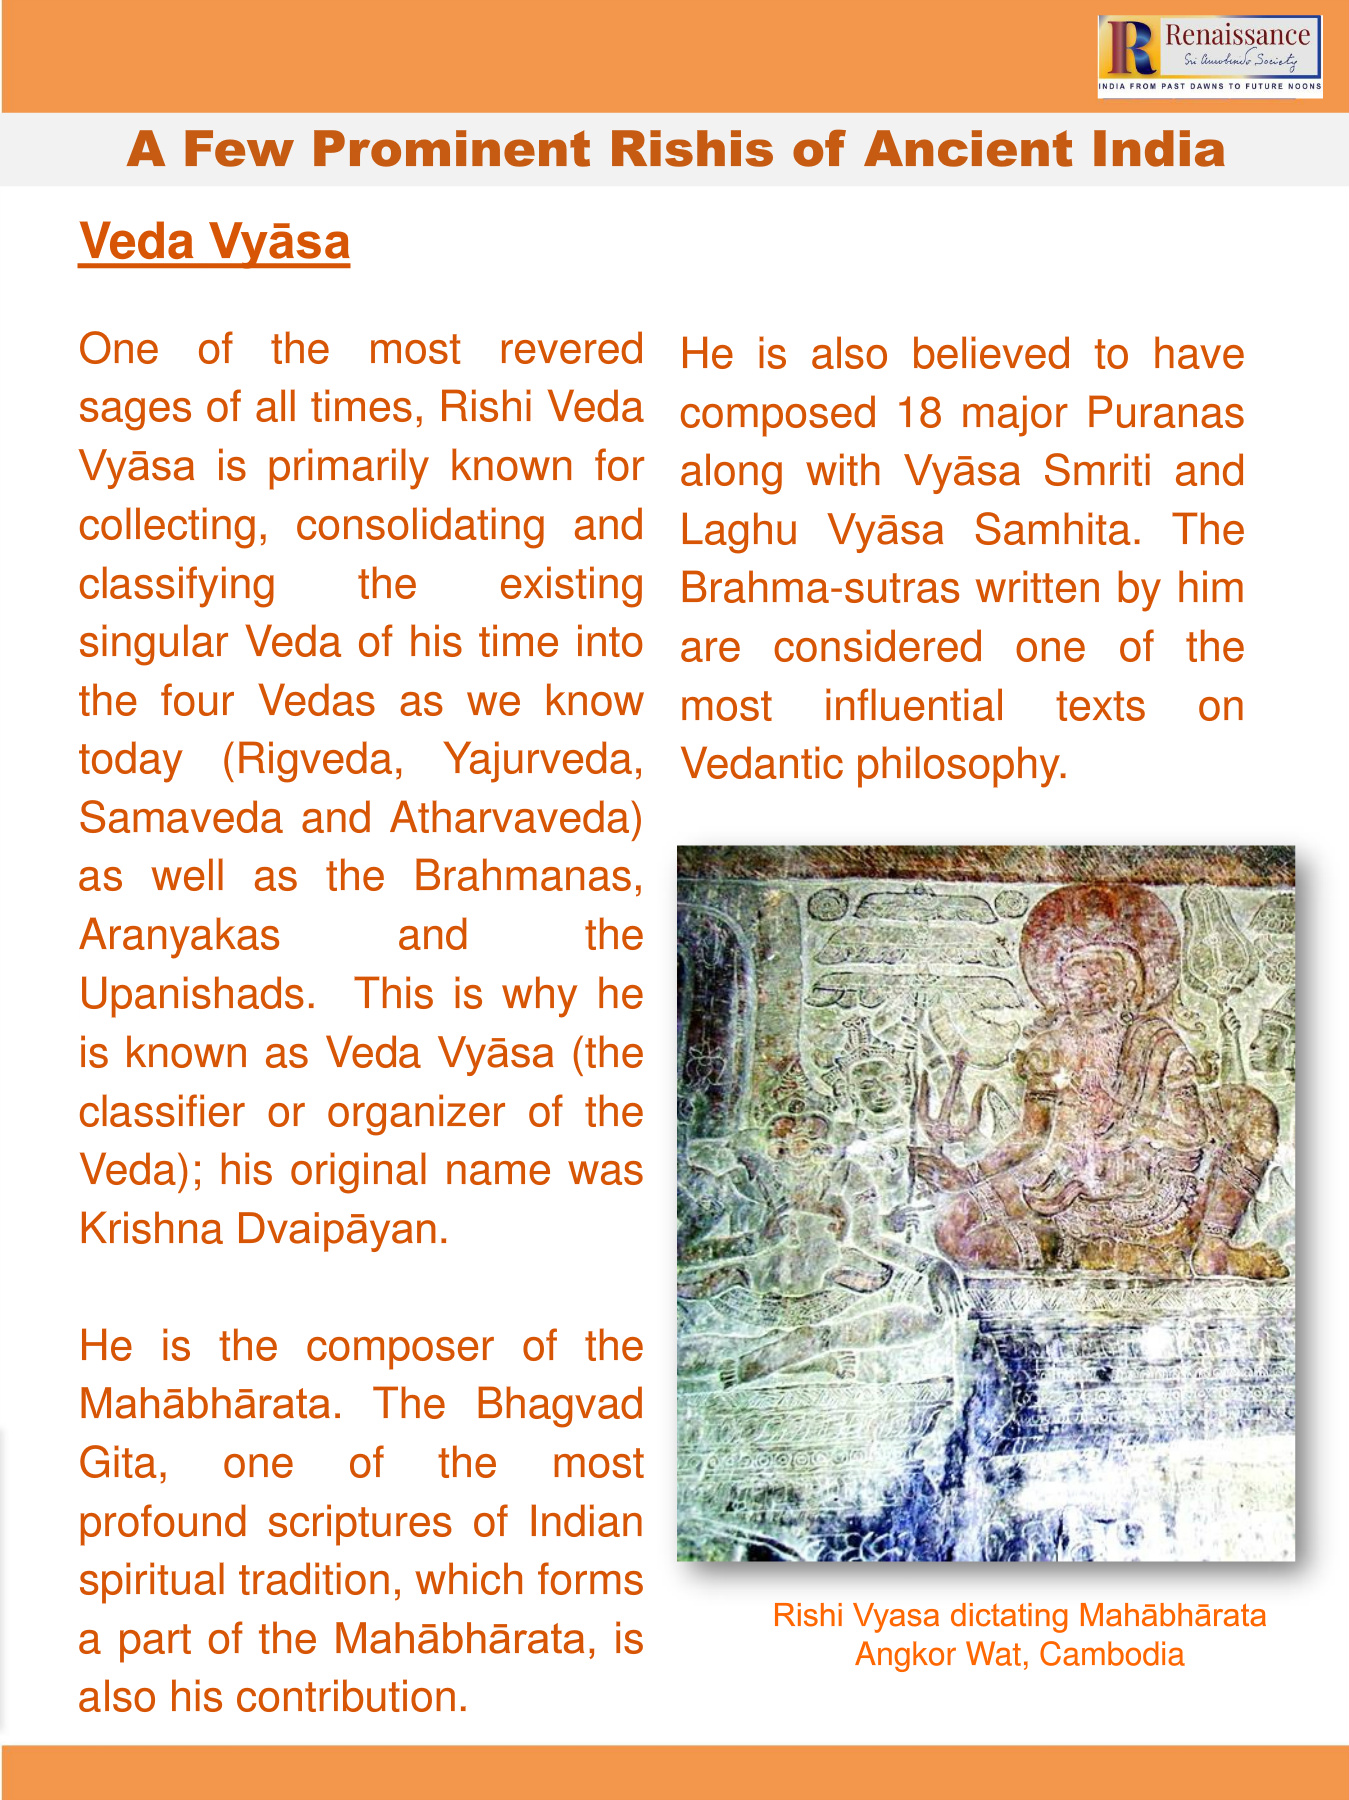 R Renaissance
Sri Aurobindo Society
INDIA FROM PAST DAWNS TO FUTURE NOONS
A Few Prominent Rishis of Ancient India
Veda Vyāsa
One of the most revered
sages of all times, Rishi Veda
Vyāsa is primarily known for
collecting, consolidating and
classifying the existing
singular Veda of his time into
the four Vedas as we know
today (Rigveda, Yajurveda,
Samaveda and Atharvaveda)
as well as the Brahmanas,
Aranyakas and the
Upanishads. This is why he
is known as Veda Vyāsa (the
classifier or organizer of the
Veda); his original name was
Krishna Dvaipāyan.
He is the composer of the
Mahābhārata. The Bhagvad
Gita, one of the most
profound scriptures of Indian
spiritual tradition, which forms
a part of the Mahābhārata, is
also his contribution.
He is also believed to have
composed 18 major Puranas
along with Vyāsa Smriti and
Laghu Vyāsa Samhita. The
Brahma-sutras written by him
are considered one of the
most influential texts on
Vedantic philosophy.
Rishi Vyasa dictating Mahābhārata
Angkor Wat, Cambodia